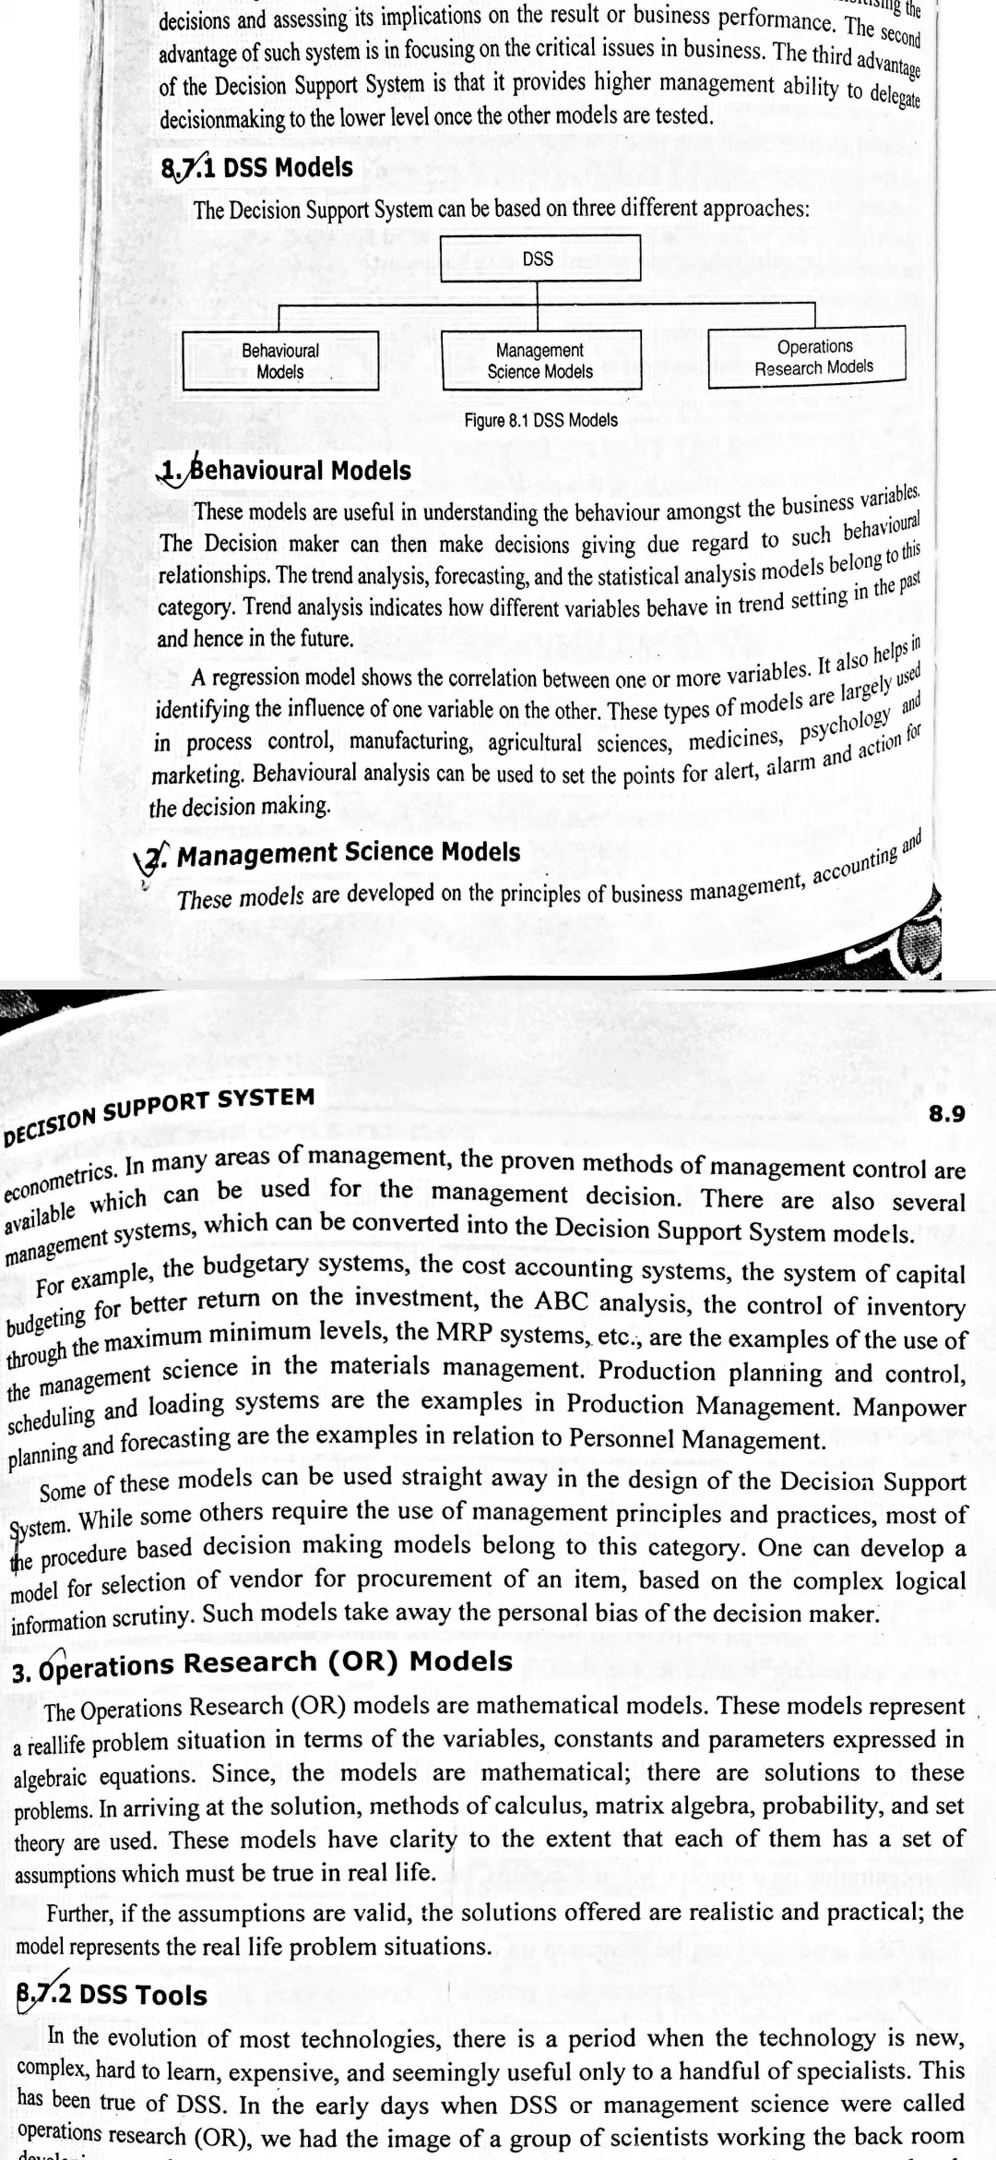 the
decisions and assessing its implications on the result or business performance. The second
advantage of such system is in focusing on the critical issues in business. The third advantage
of the Decision Support System is that it provides higher management ability to delegate
decisionmaking to the lower level once the other models are tested.
8.7.1 DSS Models
The Decision Support System can be based on three different approaches:
DSS
Behavioural
Models
Management
Science Models
Operations
Research Models
Figure 8.1 DSS Models
1. Behavioural Models
These models are useful in understanding the behaviour amongst the business variables.
The Decision maker can then make decisions giving due regard to such behavioural
relationships. The trend analysis, forecasting, and the statistical analysis models belong to this
category. Trend analysis indicates how different variables behave in trend setting in the past
and hence in the future.
A regression model shows the correlation between one or more variables. It also helps in
identifying the influence of one variable on the other. These types of models are largely used
in process control, manufacturing, agricultural sciences, medicines, psychology and
marketing. Behavioural analysis can be used to set the points for alert, alarm and action for
the decision making.
2. Management Science Models
These models are developed on the principles of business management, accounting and
DECISION SUPPORT SYSTEM
8.9
econometrics. In many areas of management, the proven methods of management control are
available which can be used for the management decision. There are also several
management systems, which can be converted into the Decision Support System models.
For example, the budgetary systems, the cost accounting systems, the system of capital
budgeting for better return on the investment, the ABC analysis, the control of inventory
through the maximum minimum levels, the MRP systems, etc., are the examples of the use of
the management science in the materials management. Production planning and control,
scheduling and loading systems are the examples in Production Management. Manpower
planning and forecasting are the examples in relation to Personnel Management.
Some of these models can be used straight away in the design of the Decision Support
System. While some others require the use of management principles and practices, most of
the procedure based decision making models belong to this category. One can develop a
model for selection of vendor for procurement of an item, based on the complex logical
information scrutiny. Such models take away the personal bias of the decision maker.
3. Operations Research (OR) Models
The Operations Research (OR) models are mathematical models. These models represent
a reallife problem situation in terms of the variables, constants and parameters expressed in
algebraic equations. Since, the models are mathematical; there are solutions to these
problems. In arriving at the solution, methods of calculus, matrix algebra, probability, and set
theory are used. These models have clarity to the extent that each of them has a set of
assumptions which must be true in real life.
Further, if the assumptions are valid, the solutions offered are realistic and practical; the
model represents the real life problem situations.
8.7.2 DSS Tools
In the evolution of most technologies, there is a period when the technology is new,
complex, hard to learn, expensive, and seemingly useful only to a handful of specialists. This
has been true of DSS. In the early days when DSS or management science were called
operations research (OR), we had the image of a group of scientists working the back room